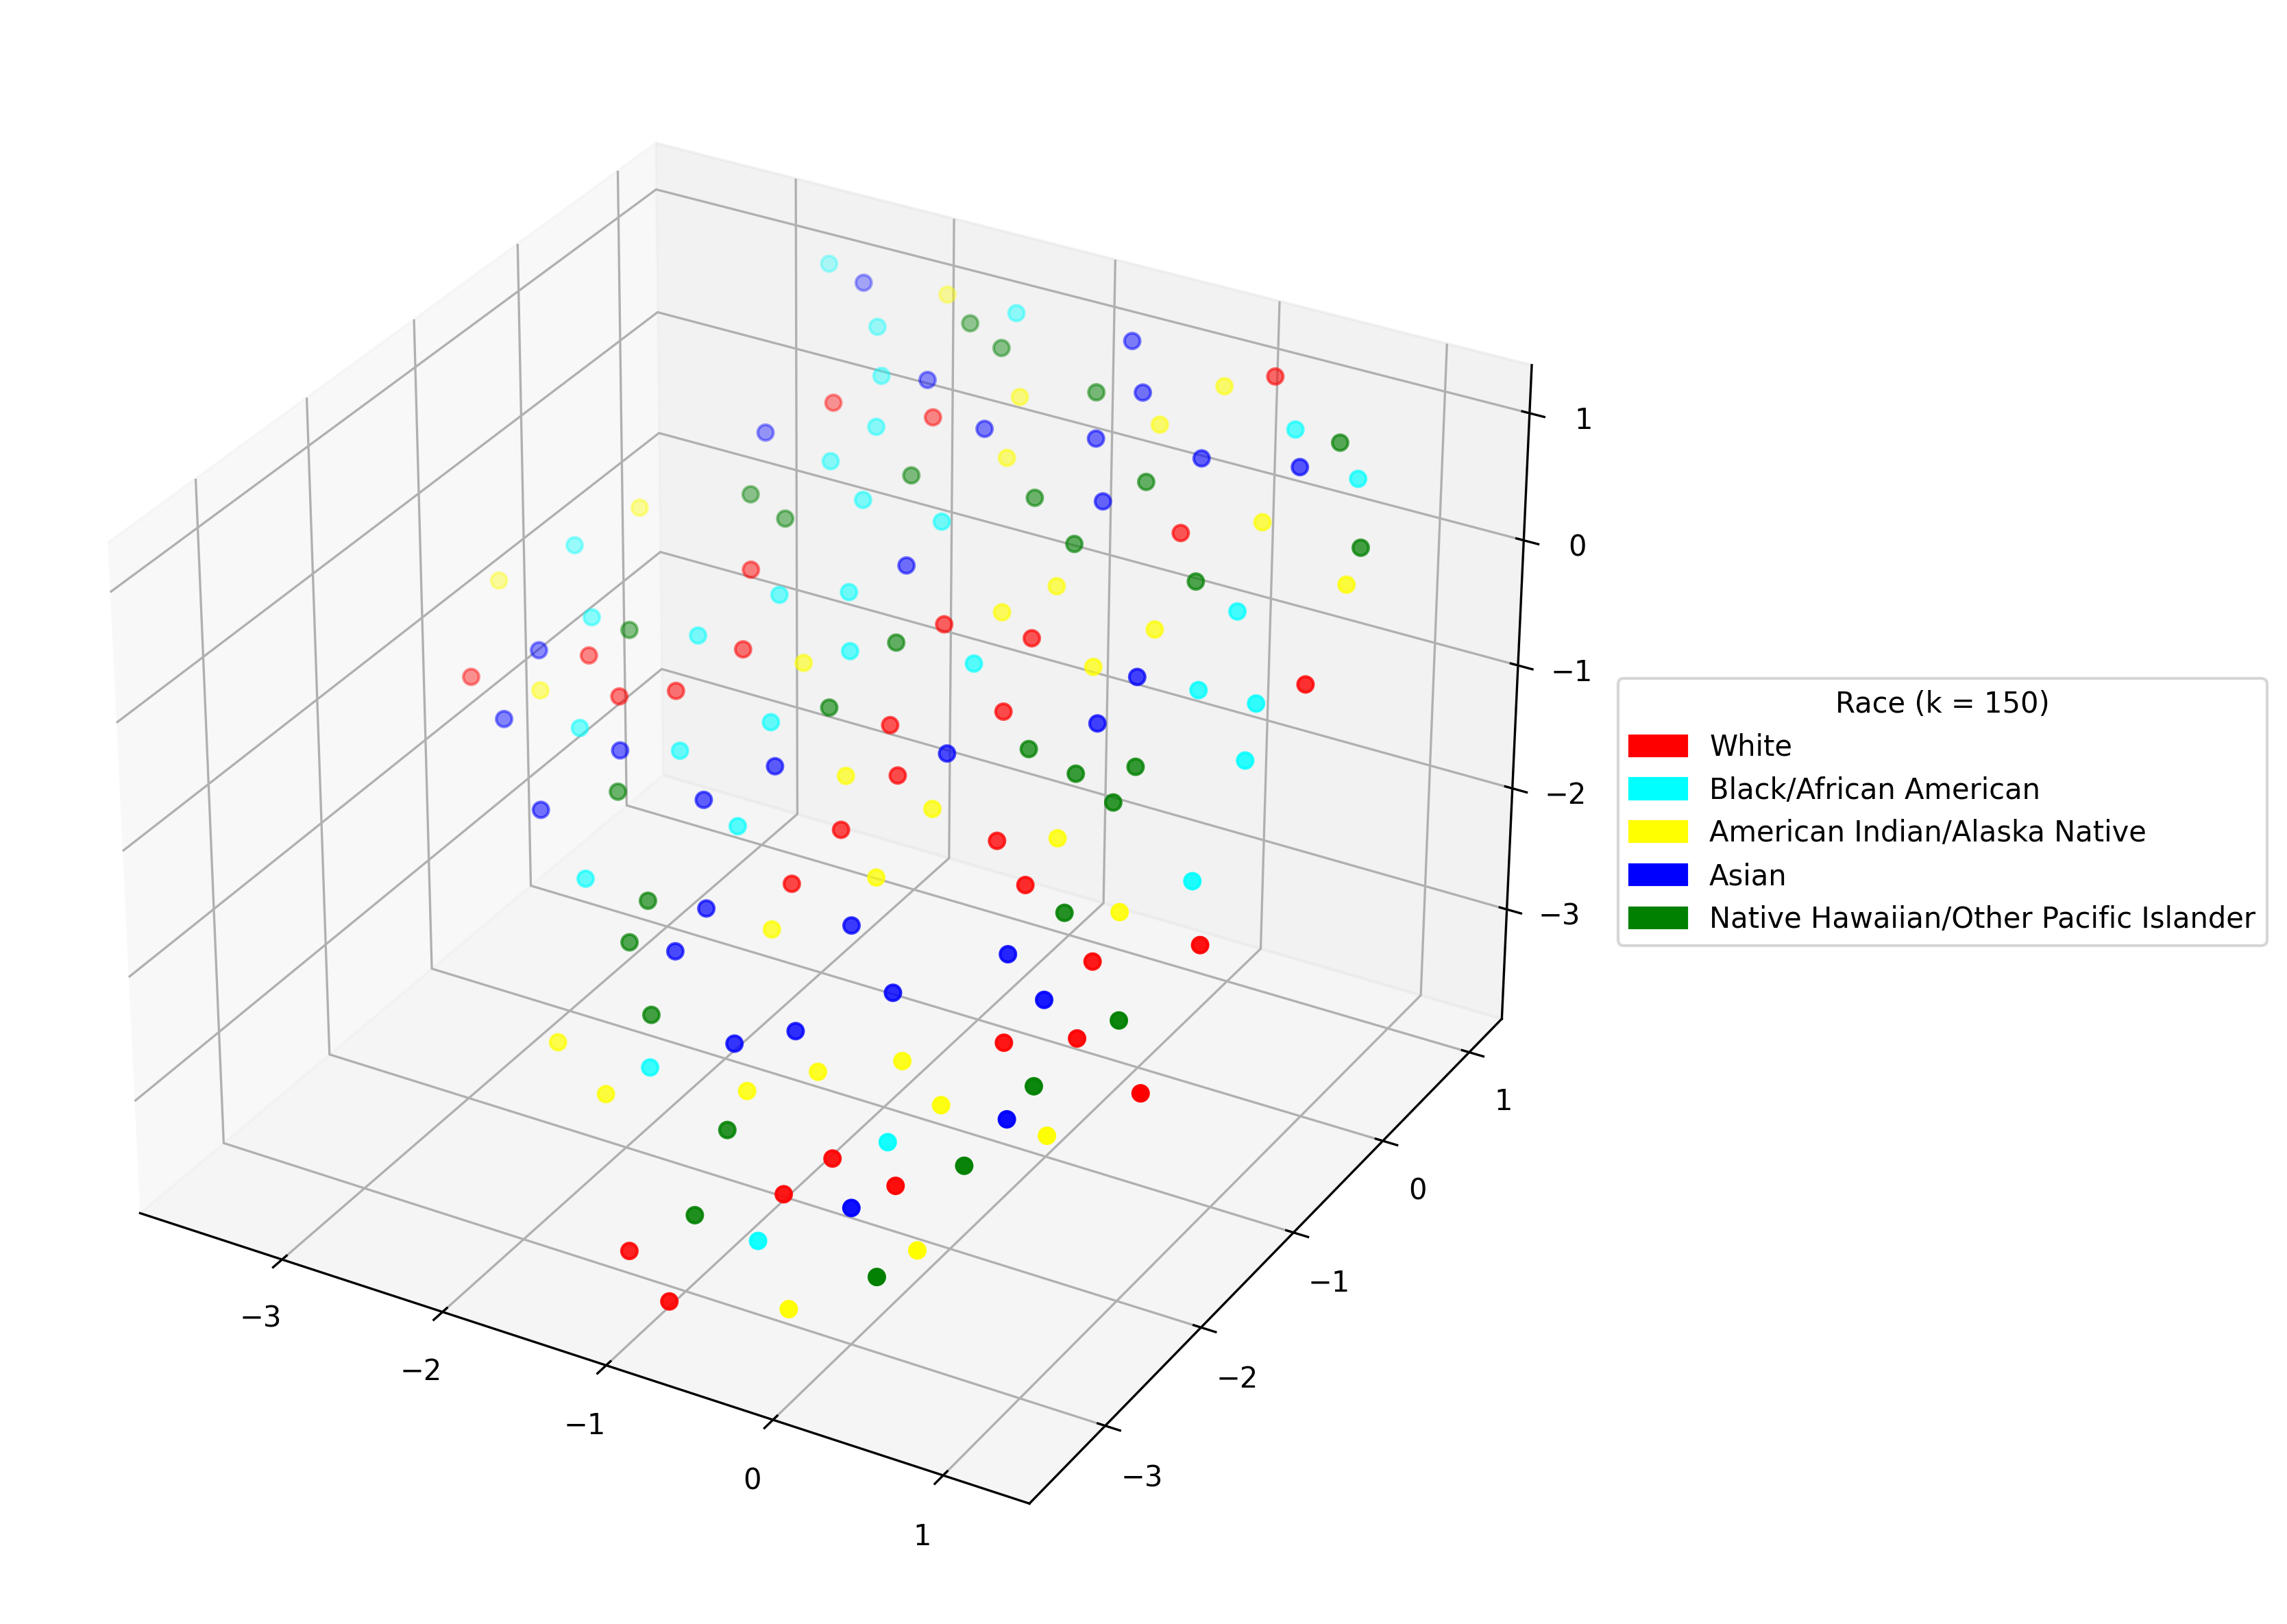 1
0
−1
−2
−3
Race (k = 150)
White
Black/African American
American Indian/Alaska Native
Asian
Native Hawaiian/Other Pacific Islander
1
0
−1
−2
−3
−3
−2
−1
0
1